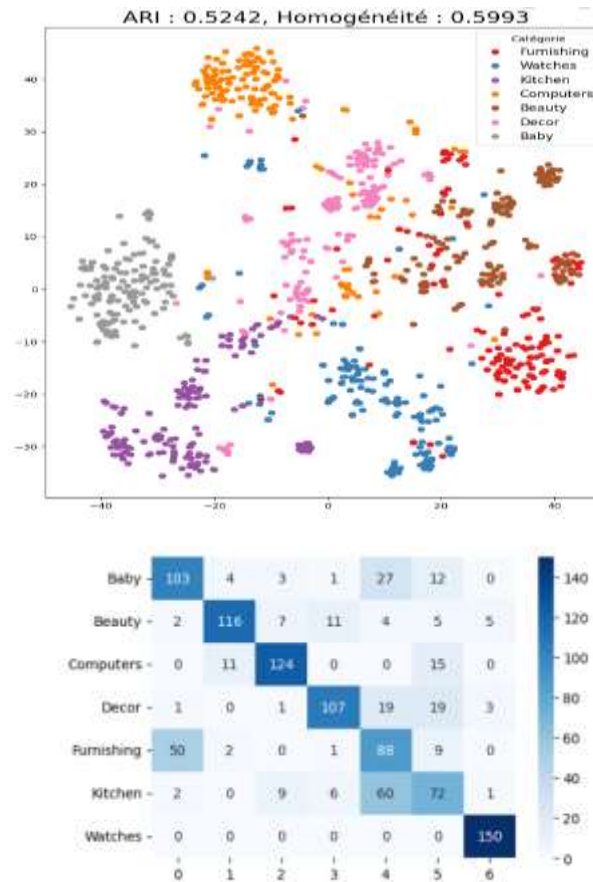 ARI : 0.5242, Homogénéité : 0.5993
Catégorie
Furnishing
Watches
Kitchen
Computers
Beauty
Decor
Baby
40
30
20
10
0
−10
−20
−30
−40 −20 0 20 40
Baby 103 4 3 1 27 12 0
Beauty 2 116 7 11 4 5 5
Computers 0 11 124 0 0 15 0
Decor 1 0 1 107 19 19 3
Furnishing 50 2 0 1 88 9 0
Kitchen 2 0 9 6 60 72 1
Watches 0 0 0 0 0 0 150
0 1 2 3 4 5 6
140
120
100
80
60
40
20
0